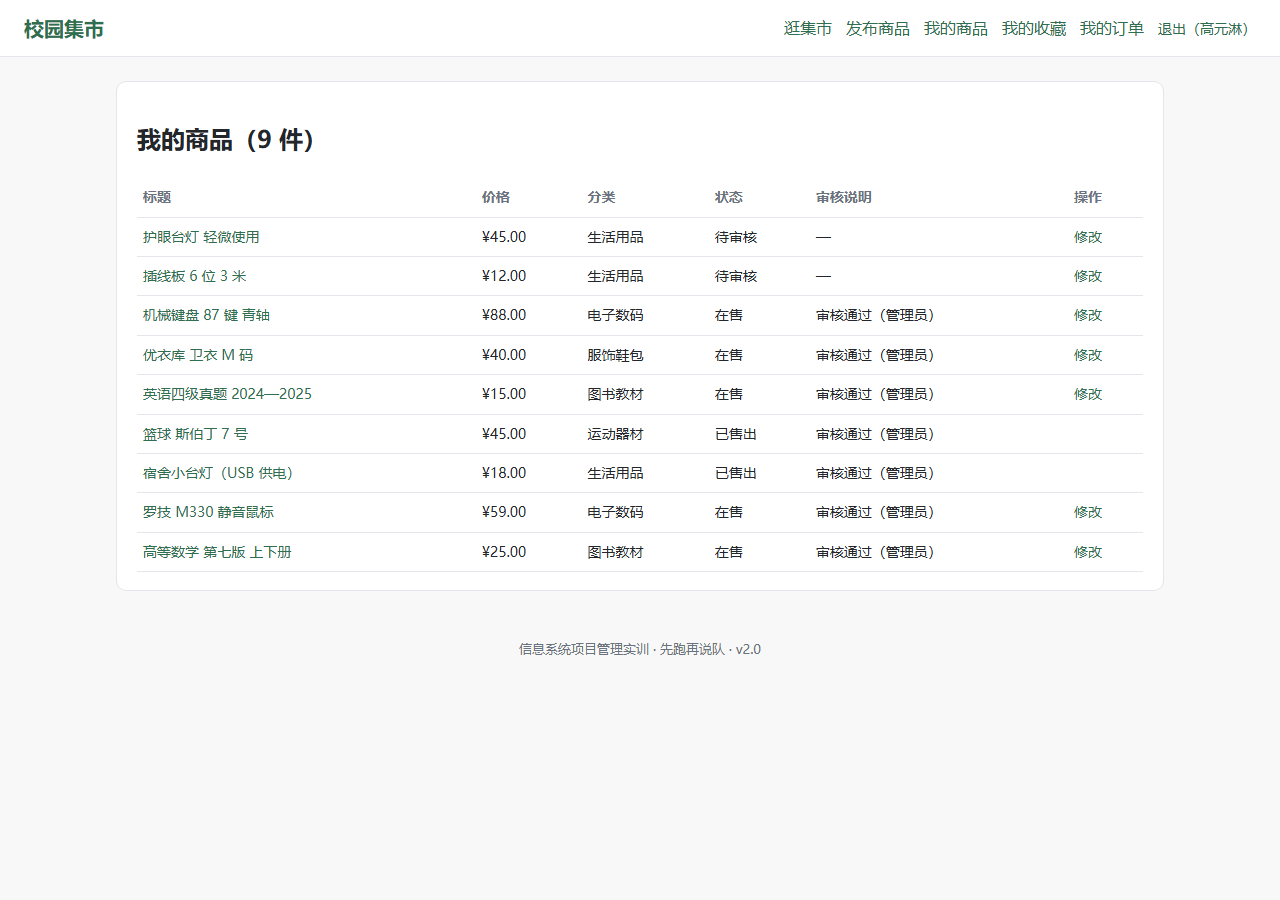 校园集市 逛集市 发布商品 我的商品 我的收藏 我的订单 退出（高元淋）
我的商品（9 件）
标题 价格 分类 状态 审核说明 操作
护眼台灯 轻微使用 ¥45.00 生活用品 待审核 — 修改
插线板 6 位 3 米 ¥12.00 生活用品 待审核 — 修改
机械键盘 87 键 青轴 ¥88.00 电子数码 在售 审核通过（管理员） 修改
优衣库 卫衣 M 码 ¥40.00 服饰鞋包 在售 审核通过（管理员） 修改
英语四级真题 2024—2025 ¥15.00 图书教材 在售 审核通过（管理员） 修改
篮球 斯伯丁 7 号 ¥45.00 运动器材 已售出 审核通过（管理员）
宿舍小台灯（USB 供电） ¥18.00 生活用品 已售出 审核通过（管理员）
罗技 M330 静音鼠标 ¥59.00 电子数码 在售 审核通过（管理员） 修改
高等数学 第七版 上下册 ¥25.00 图书教材 在售 审核通过（管理员） 修改
信息系统项目管理实训 · 先跑再说队 · v2.0